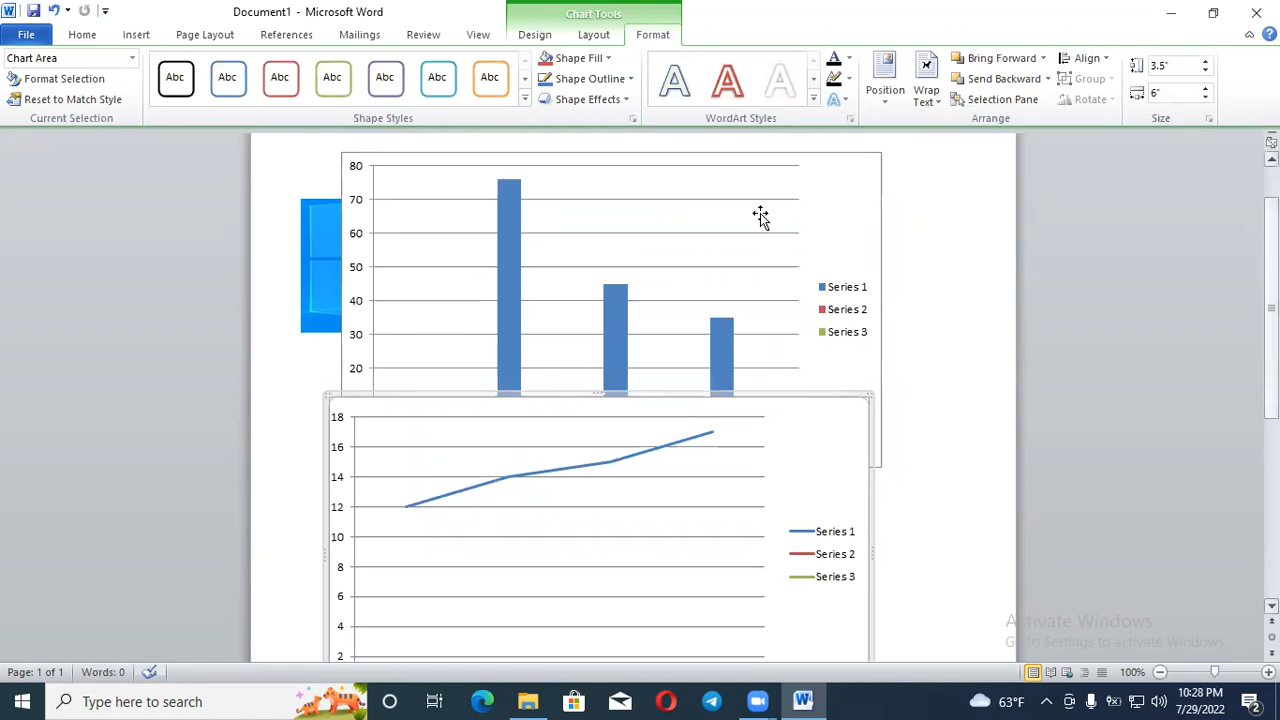 Document1 - Microsoft Word
Chart Tools
File Home Insert Page Layout References Mailings Review View Design Layout Format
Chart Area
Format Selection
Reset to Match Style
Current Selection
Abc Abc Abc Abc Abc Abc Abc
Shape Fill
Shape Outline
Shape Effects
Shape Styles
A A A
WordArt Styles
Position
Wrap
Text
Bring Forward
Send Backward
Selection Pane
Align
Group
Rotate
Arrange
3.5"
6"
Size
80
70
60
50
40
30
20
Series 1
Series 2
Series 3
18
16
14
12
10
8
6
4
2
Series 1
Series 2
Series 3
Activate Windows
Go to Settings to activate Windows.
Page: 1 of 1
Words: 0
100%
Type here to search
63°F
10:28 PM
7/29/2022
2